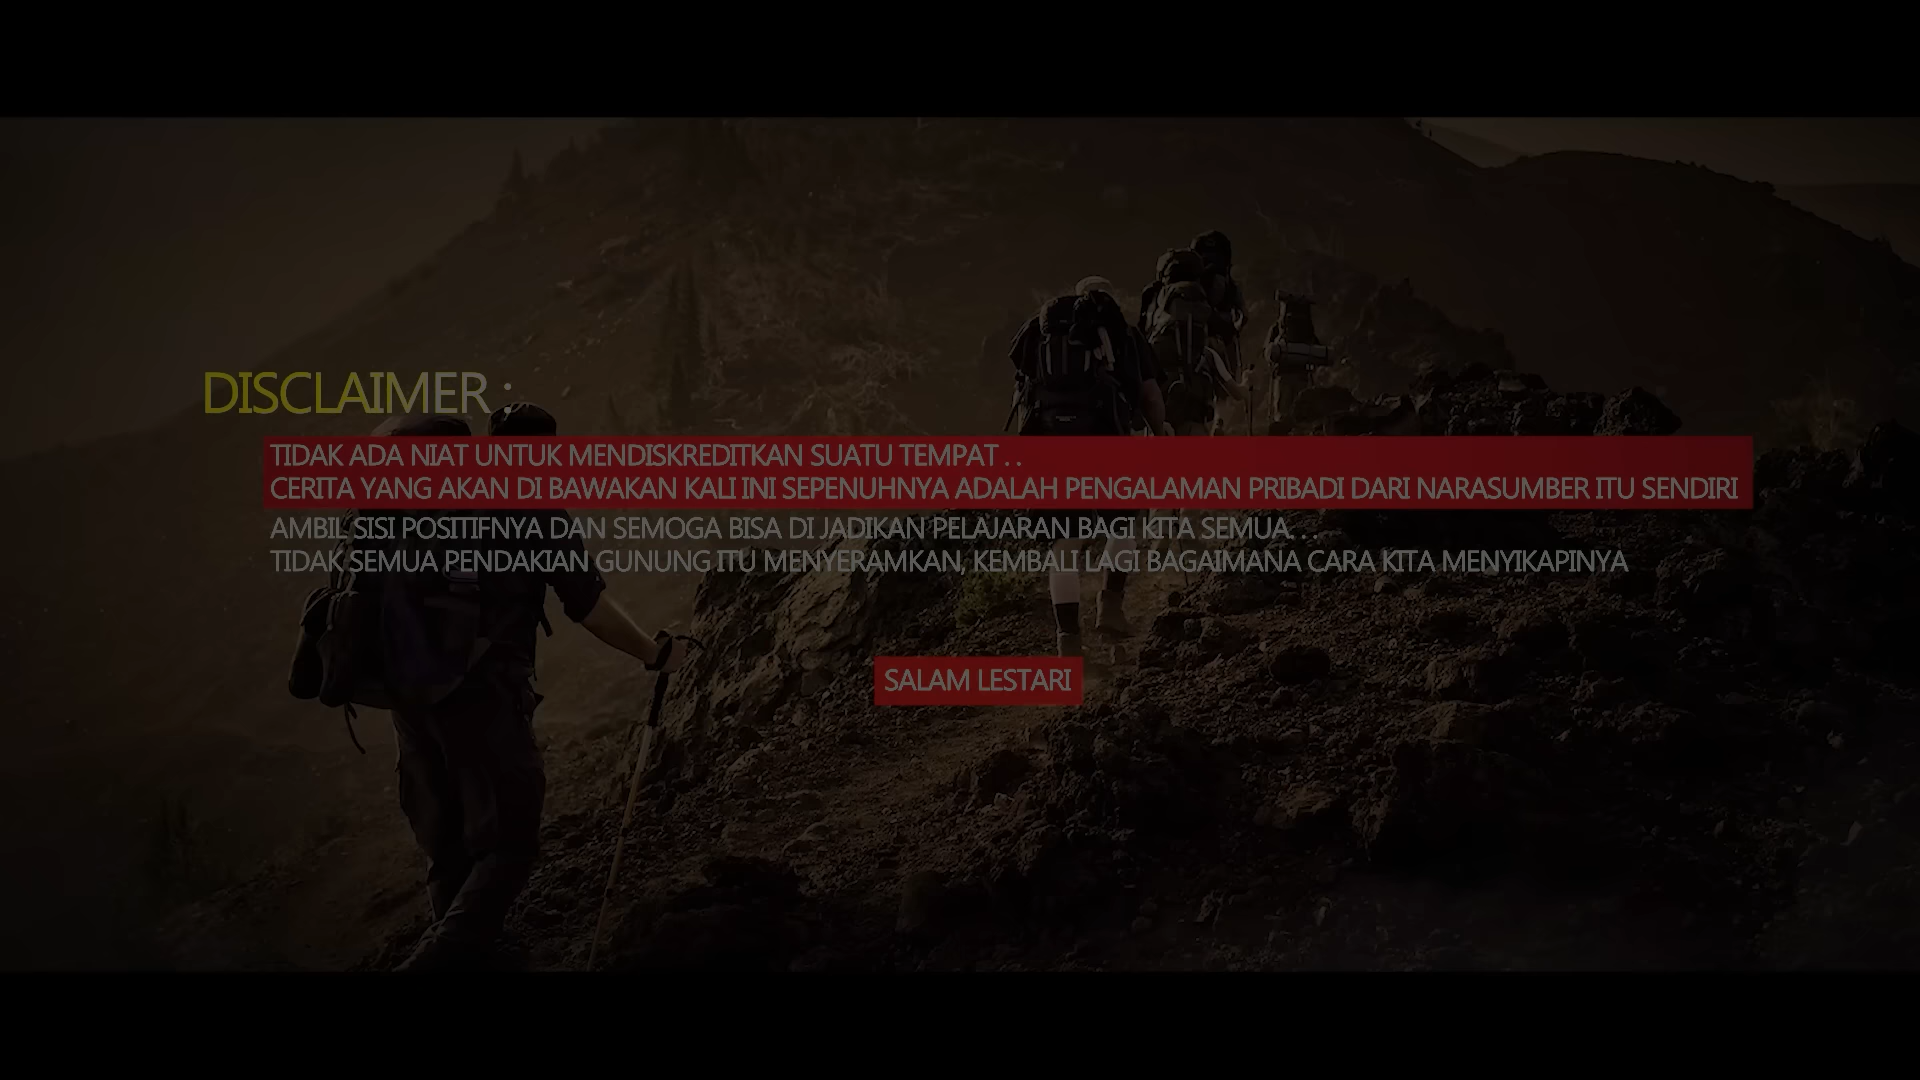 DISCLAIMER :
TIDAK ADA NIAT UNTUK MENDISKREDITKAN SUATU TEMPAT . .
CERITA YANG AKAN DI BAWAKAN KALI INI SEPENUHNYA ADALAH PENGALAMAN PRIBADI DARI NARASUMBER ITU SENDIRI
AMBIL SISI POSITIFNYA DAN SEMOGA BISA DI JADIKAN PELAJARAN BAGI KITA SEMUA. . .
TIDAK SEMUA PENDAKIAN GUNUNG ITU MENYERAMKAN, KEMBALI LAGI BAGAIMANA CARA KITA MENYIKAPINYA
SALAM LESTARI